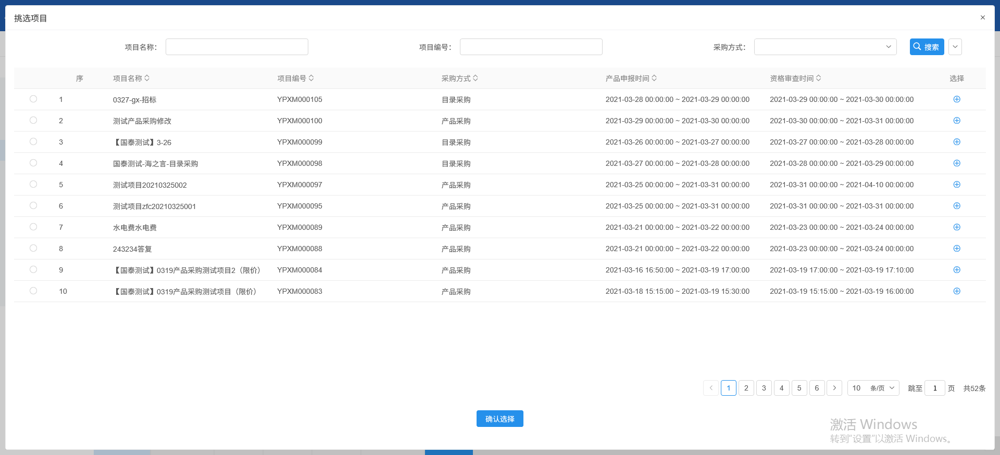 挑选项目
项目名称： 项目编号： 采购方式： 搜索
序 项目名称 项目编号 采购方式 产品申报时间 资格审查时间 选择
1 0327-gx-招标 YPXM000105 目录采购 2021-03-28 00:00:00 ~ 2021-03-29 00:00:00 2021-03-29 00:00:00 ~ 2021-03-30 00:00:00
2 测试产品采购修改 YPXM000100 产品采购 2021-03-29 00:00:00 ~ 2021-03-30 00:00:00 2021-03-30 00:00:00 ~ 2021-03-31 00:00:00
3 【国泰测试】3-26 YPXM000099 目录采购 2021-03-26 00:00:00 ~ 2021-03-27 00:00:00 2021-03-27 00:00:00 ~ 2021-03-28 00:00:00
4 国泰测试-海之言-目录采购 YPXM000098 目录采购 2021-03-27 00:00:00 ~ 2021-03-28 00:00:00 2021-03-28 00:00:00 ~ 2021-03-29 00:00:00
5 测试项目20210325002 YPXM000097 产品采购 2021-03-25 00:00:00 ~ 2021-03-31 00:00:00 2021-03-31 00:00:00 ~ 2021-04-10 00:00:00
6 测试项目zfc20210325001 YPXM000095 产品采购 2021-03-25 00:00:00 ~ 2021-03-31 00:00:00 2021-03-31 00:00:00 ~ 2021-03-31 00:00:00
7 水电费水电费 YPXM000089 产品采购 2021-03-21 00:00:00 ~ 2021-03-22 00:00:00 2021-03-23 00:00:00 ~ 2021-03-24 00:00:00
8 243234答复 YPXM000088 产品采购 2021-03-21 00:00:00 ~ 2021-03-22 00:00:00 2021-03-23 00:00:00 ~ 2021-03-24 00:00:00
9 【国泰测试】0319产品采购测试项目2（限价） YPXM000084 产品采购 2021-03-16 16:50:00 ~ 2021-03-19 17:00:00 2021-03-19 17:00:00 ~ 2021-03-19 17:10:00
10 【国泰测试】0319产品采购测试项目（限价） YPXM000083 产品采购 2021-03-18 15:15:00 ~ 2021-03-19 15:30:00 2021-03-19 15:15:00 ~ 2021-03-19 16:00:00
1 2 3 4 5 6 10 条/页 跳至 1 页 共52条
确认选择
激活 Windows
转到“设置”以激活 Windows。